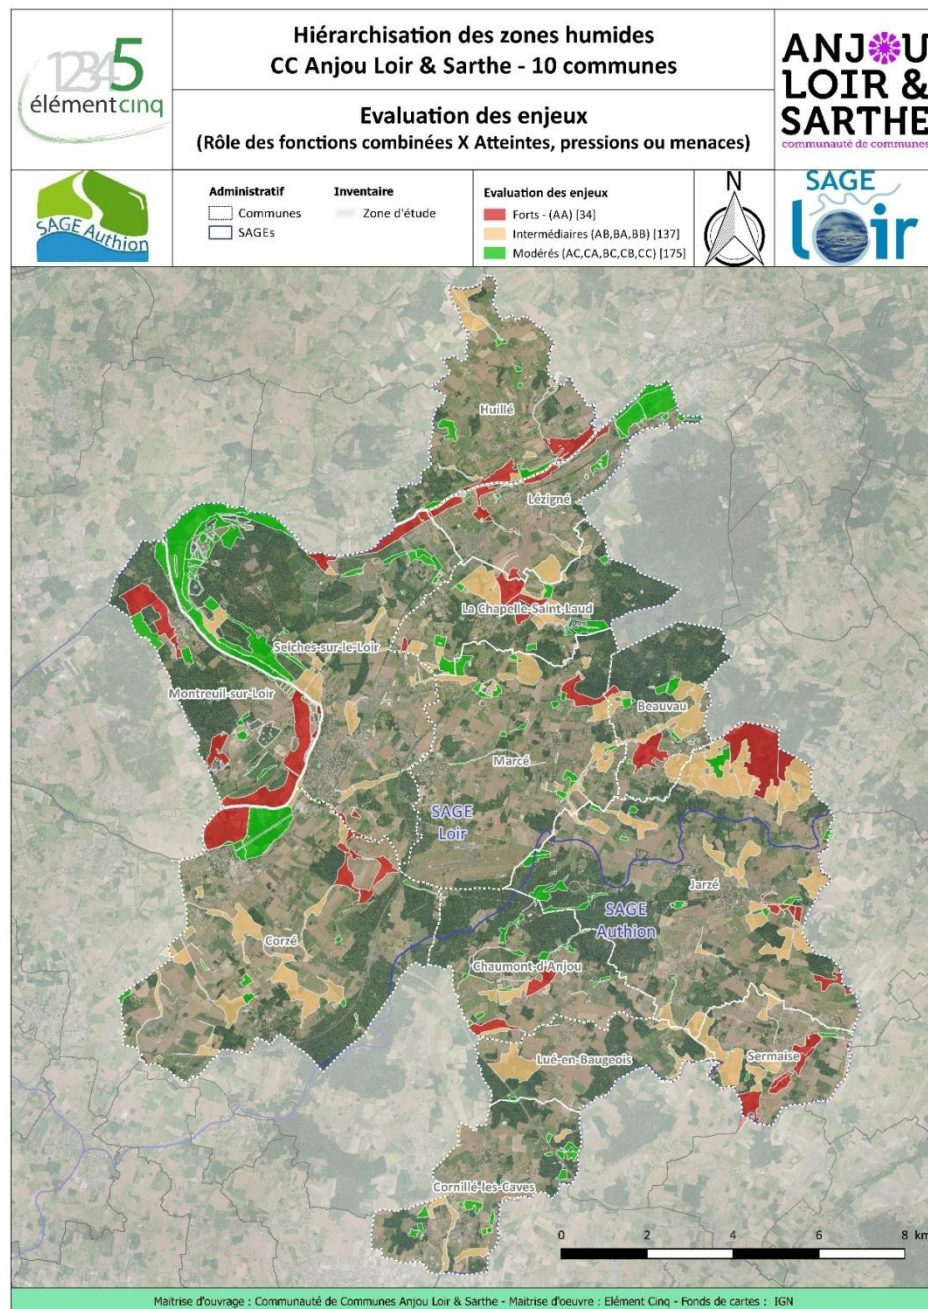 12345
élémentcinq
Hiérarchisation des zones humides
CC Anjou Loir & Sarthe - 10 communes
Evaluation des enjeux
(Rôle des fonctions combinées X Atteintes, pressions ou menaces)
ANJOU
LOIR &
SARTHE
communauté de communes
SAGE Authion
Administratif
Communes
SAGEs
Inventaire
Zone d'étude
Evaluation des enjeux
Forts - (AA) [34]
Intermédiaires (AB,BA,BB) [137]
Modérés (AC,CA,BC,CB,CC) [175]
N
SAGE
loir
Huillé
Lézigné
La Chapelle-Saint-Laud
Seiches-sur-le-Loir
Montreuil-sur-Loir
Beauvau
Marcé
SAGE
Loir
Jarzé
SAGE
Authion
Corzé
Chaumont-d'Anjou
Lué-en-Baugeois
Sermaise
Cornillé-les-Caves
0 2 4 6 8 km
Maitrise d'ouvrage : Communauté de Communes Anjou Loir & Sarthe - Maitrise d'oeuvre : Elément Cinq - Fonds de cartes : IGN